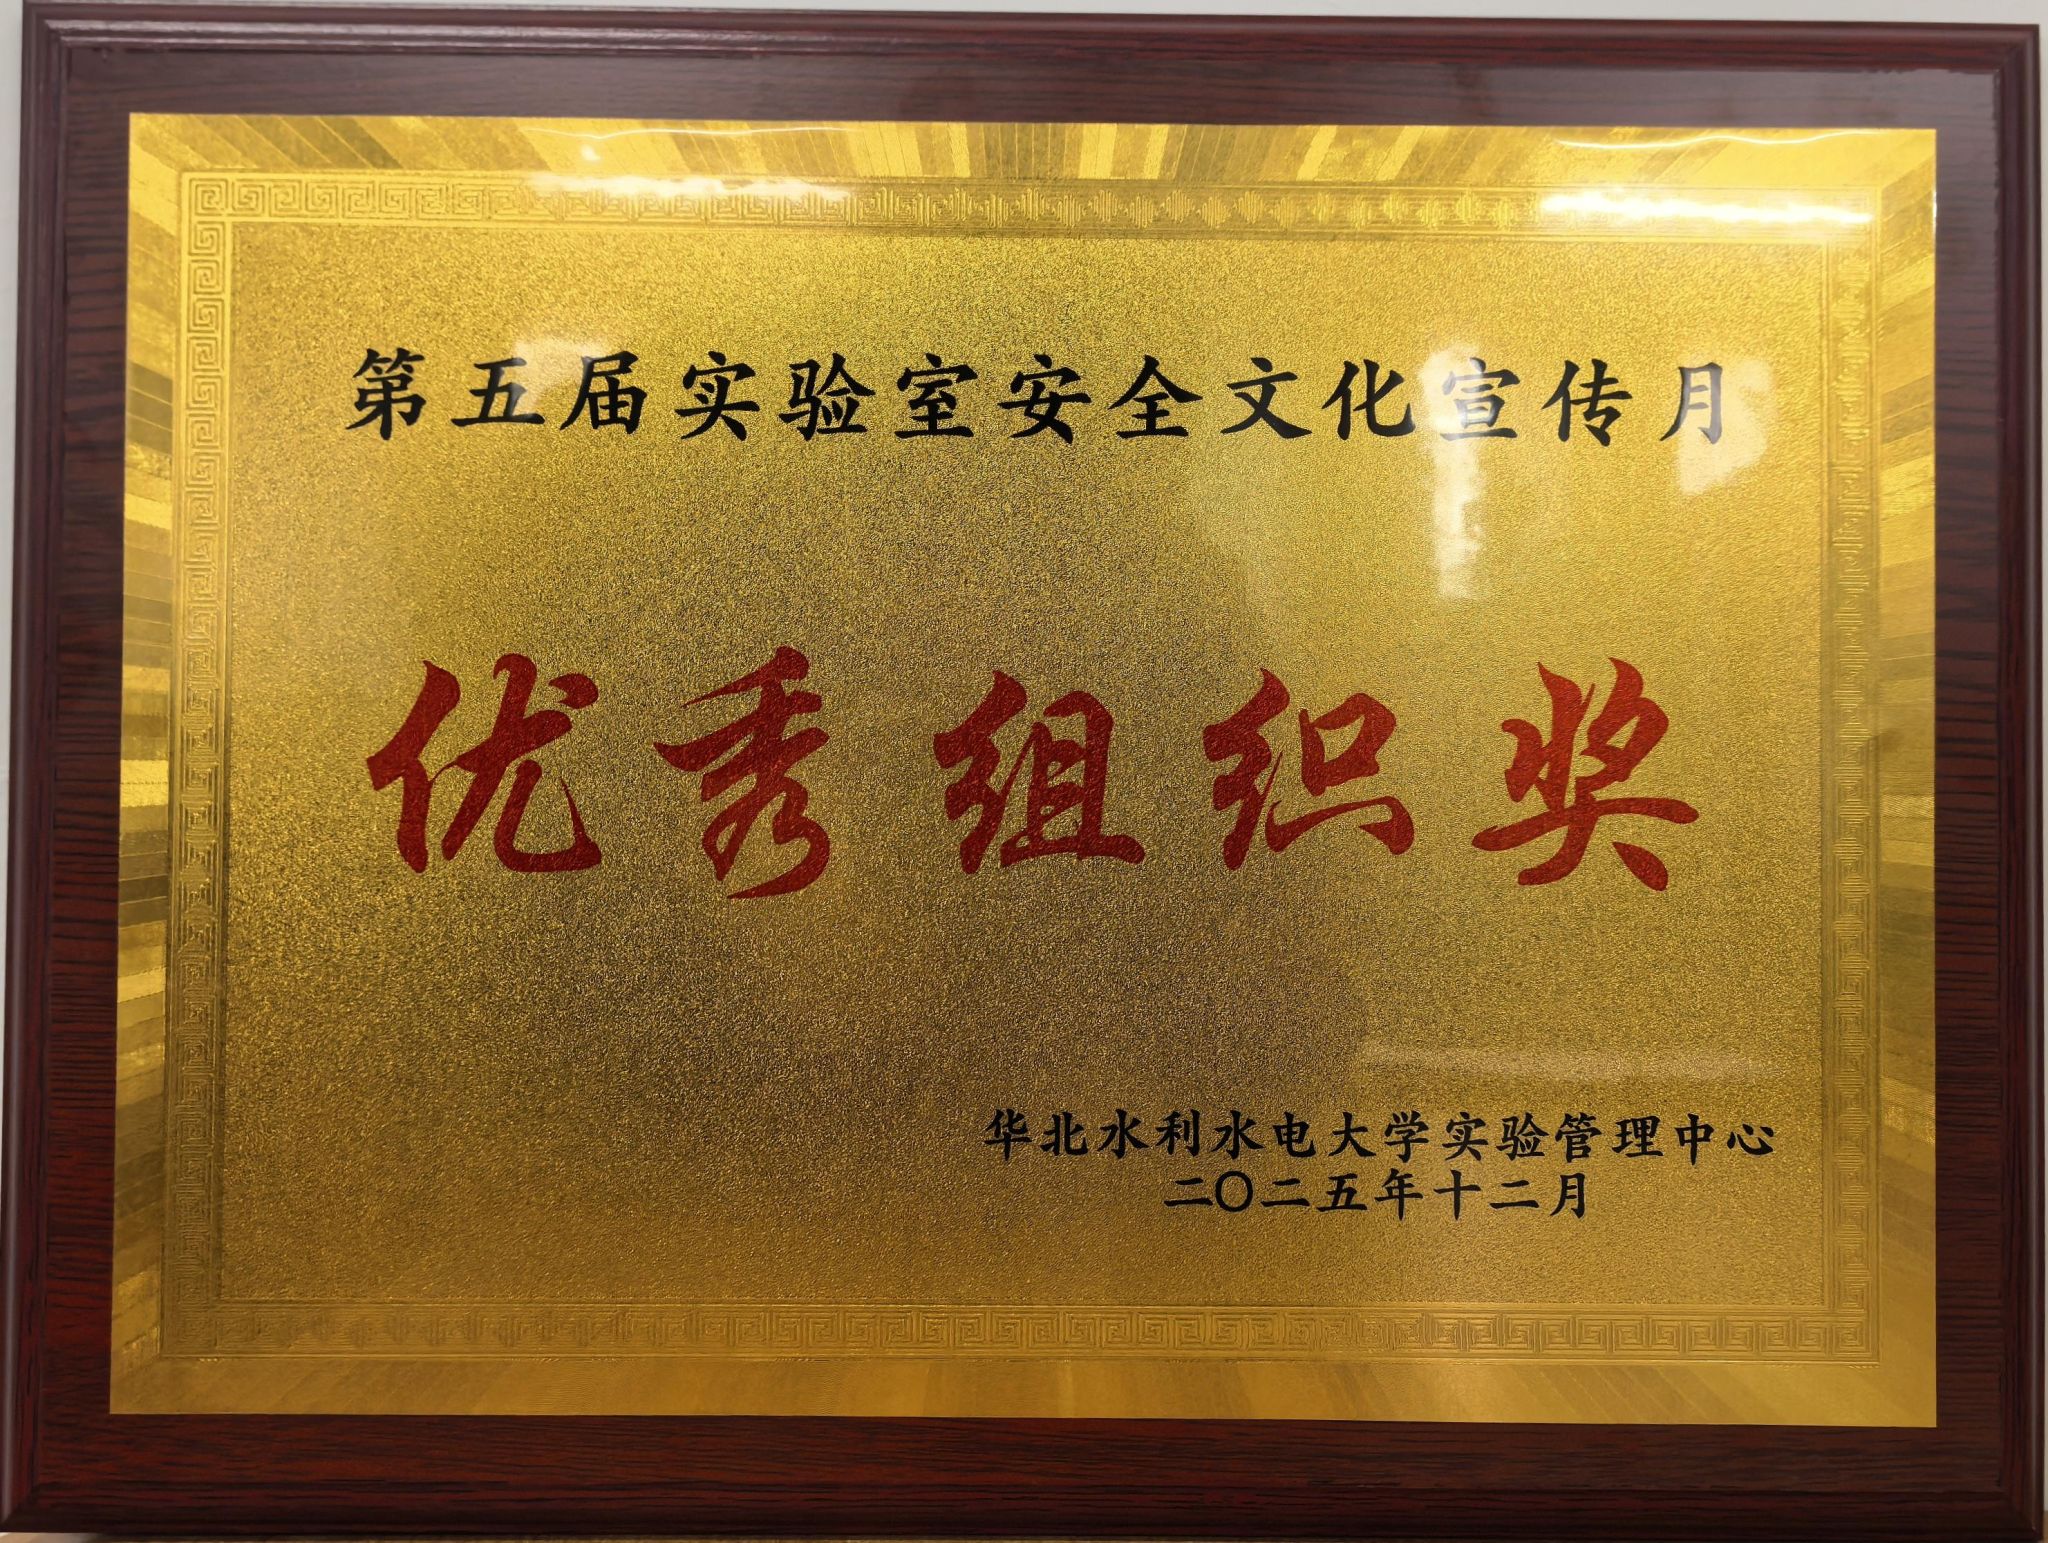 第五届实验室安全文化宣传月
优秀组织奖
华北水利水电大学实验管理中心
二〇二五年十二月